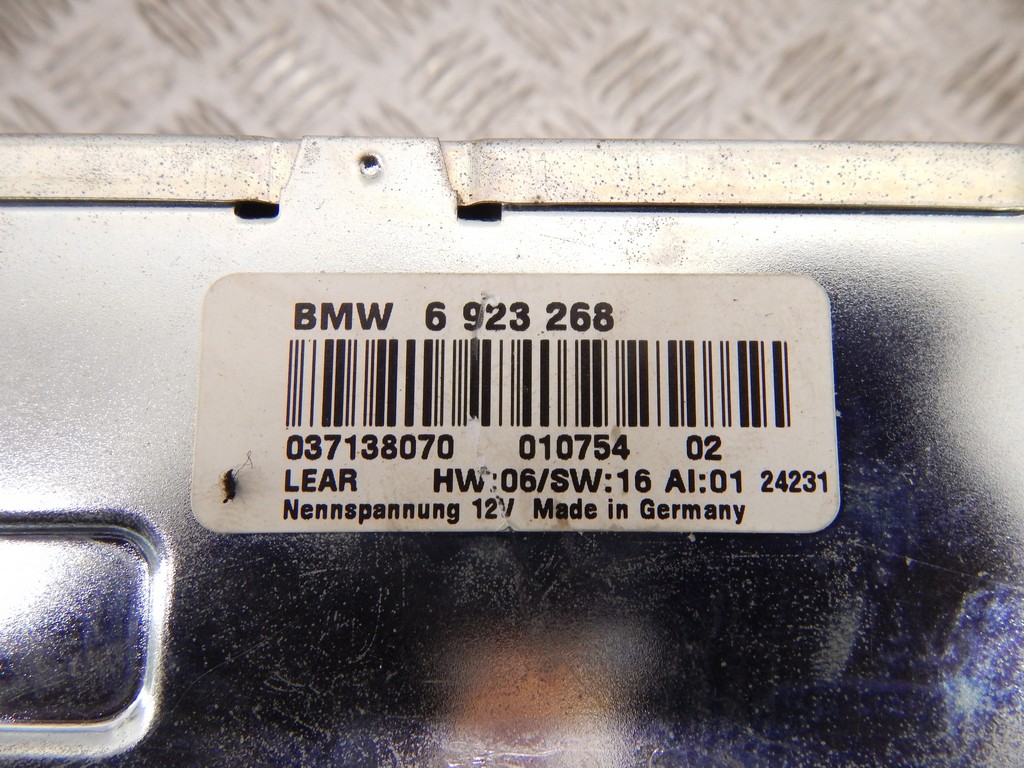 BMW 6 923 268
037138070 010754 02
LEAR HW:06/SW:16 AI:01 24231
Nennspannung 12V Made in Germany